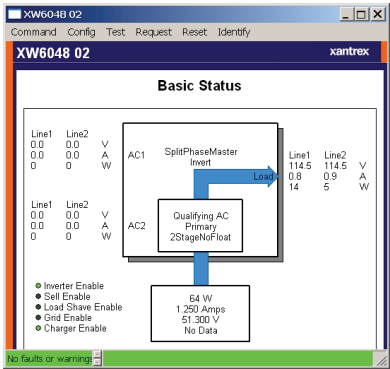 XW6048 02
Command Config Test Request Reset Identify
XW6048 02 xantrex
Basic Status
Line1 Line2
0.0 0.0 V
0.0 0.0 A
0 0 W
AC1
SplitPhaseMaster
Invert
Load
Line1 Line2
114.5 114.5 V
0.8 0.9 A
14 5 W
Line1 Line2
0.0 0.0 V
0.0 0.0 A
0 0 W
AC2
Qualifying AC
Primary
2StageNoFloat
Inverter Enable
Sell Enable
Load Shave Enable
Grid Enable
Charger Enable
64 W
1.250 Amps
51.300 V
No Data
No faults or warnings